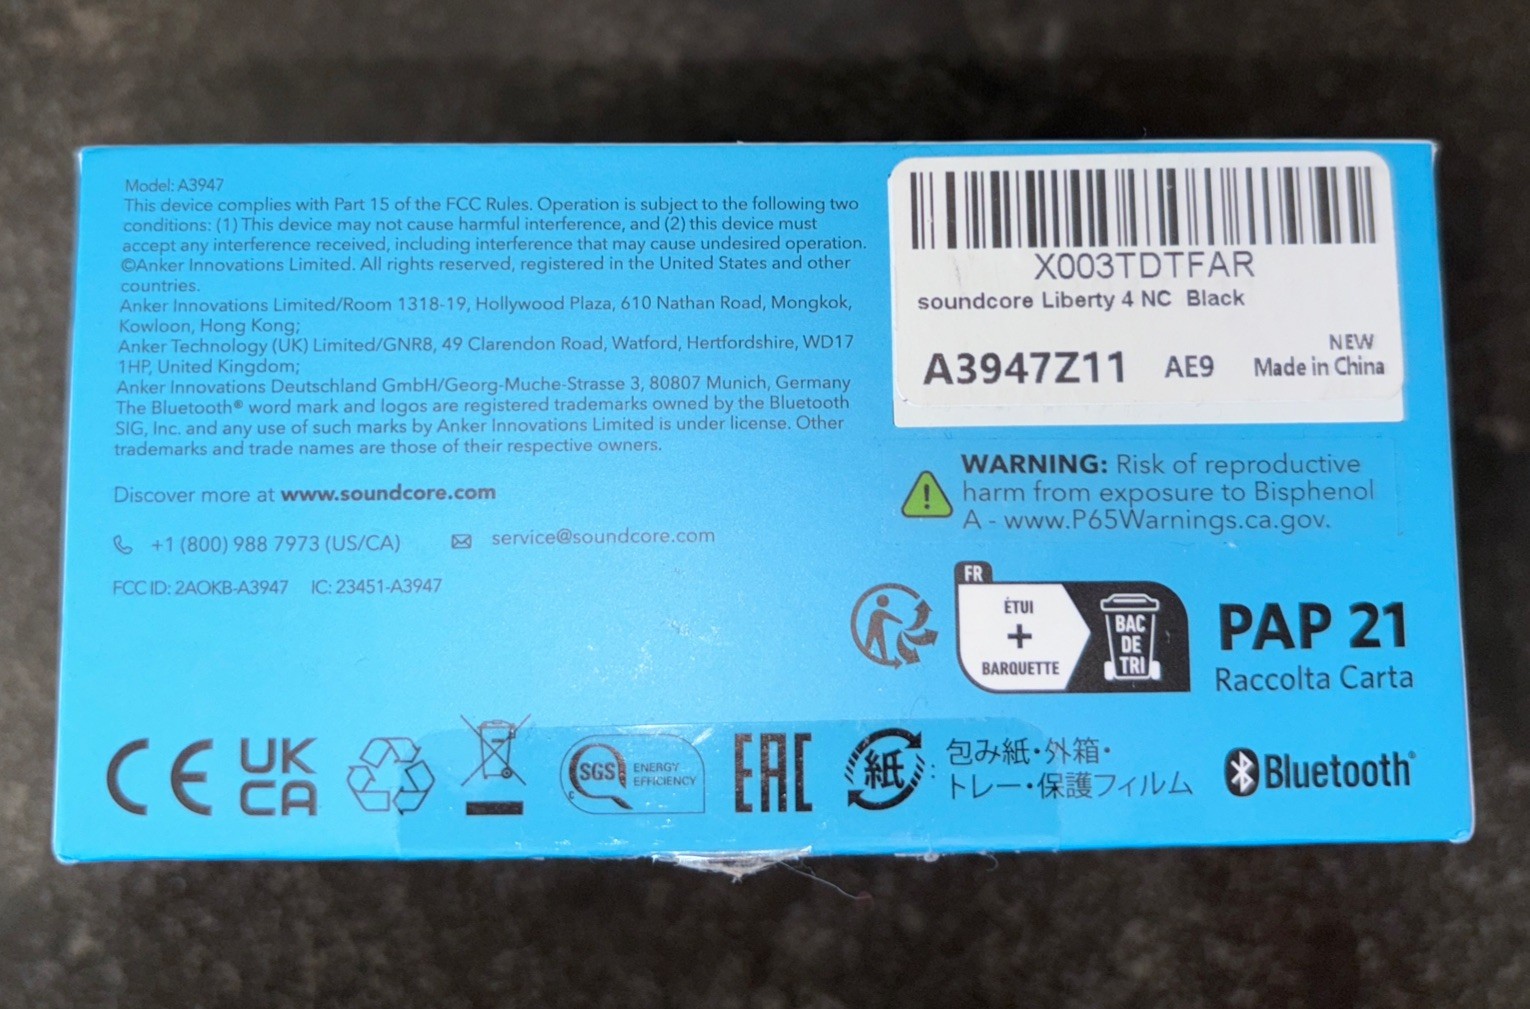 Model: A3947
This device complies with Part 15 of the FCC Rules. Operation is subject to the following two
conditions: (1) This device may not cause harmful interference, and (2) this device must
accept any interference received, including interference that may cause undesired operation.
©Anker Innovations Limited. All rights reserved, registered in the United States and other
countries.
Anker Innovations Limited/Room 1318-19, Hollywood Plaza, 610 Nathan Road, Mongkok,
Kowloon, Hong Kong;
Anker Technology (UK) Limited/GNR8, 49 Clarendon Road, Watford, Hertfordshire, WD17
1HP, United Kingdom;
Anker Innovations Deutschland GmbH/Georg-Muche-Strasse 3, 80807 Munich, Germany
The Bluetooth® word mark and logos are registered trademarks owned by the Bluetooth
SIG, Inc. and any use of such marks by Anker Innovations Limited is under license. Other
trademarks and trade names are those of their respective owners.
Discover more at www.soundcore.com
+1 (800) 988 7973 (US/CA)
service@soundcore.com
FCC ID: 2AOKB-A3947 IC: 23451-A3947
X003TDTFAR
soundcore Liberty 4 NC Black
NEW
A3947Z11 AE9 Made in China
WARNING: Risk of reproductive
harm from exposure to Bisphenol
A - www.P65Warnings.ca.gov.
FR
ÉTUI
+
BARQUETTE
BAC
DE
TRI
PAP 21
Raccolta Carta
CE
UK
CA
SGS
ENERGY
EFFICIENCY
EAC
紙
: 包み紙・外箱・
トレー・保護フィルム
Bluetooth®